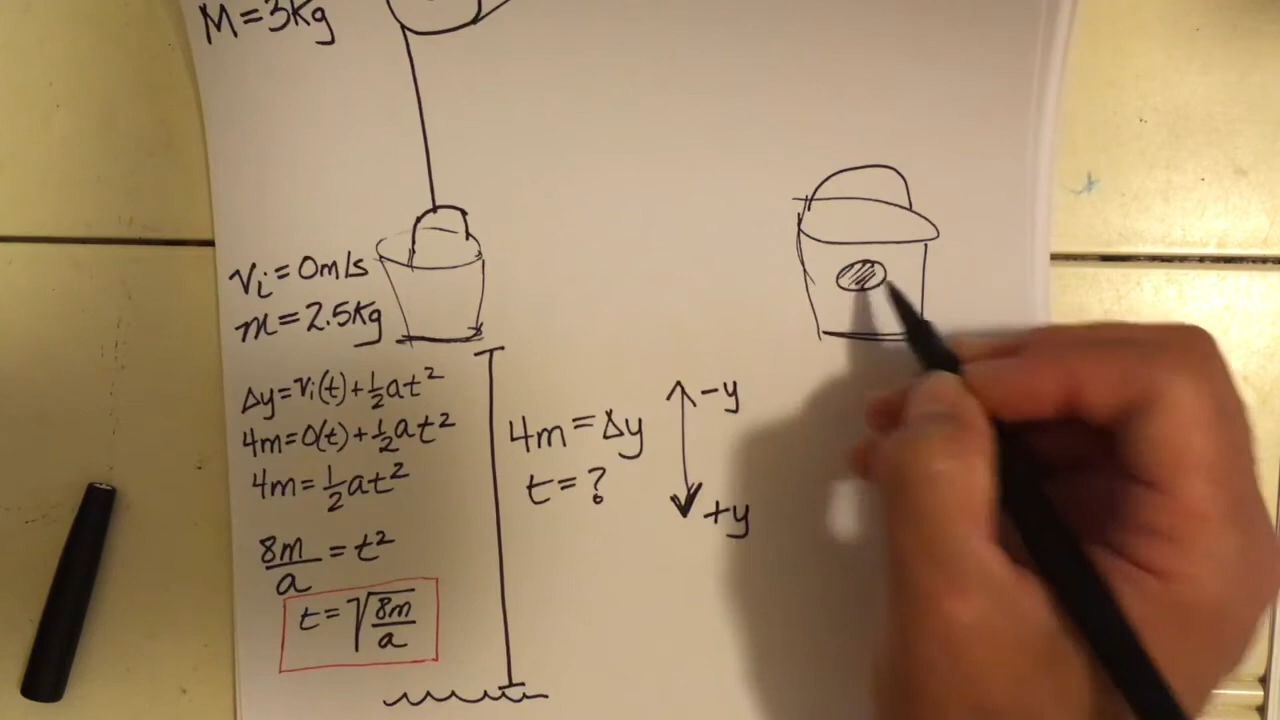 M=3Kg
Vi=0m/s
m=2.5Kg
Δy=Vi(t)+½at²
4m=0(t)+½at²
4m=½at²
8m/a=t²
t=√8m/a
4m=Δy
t=?
-y
+y